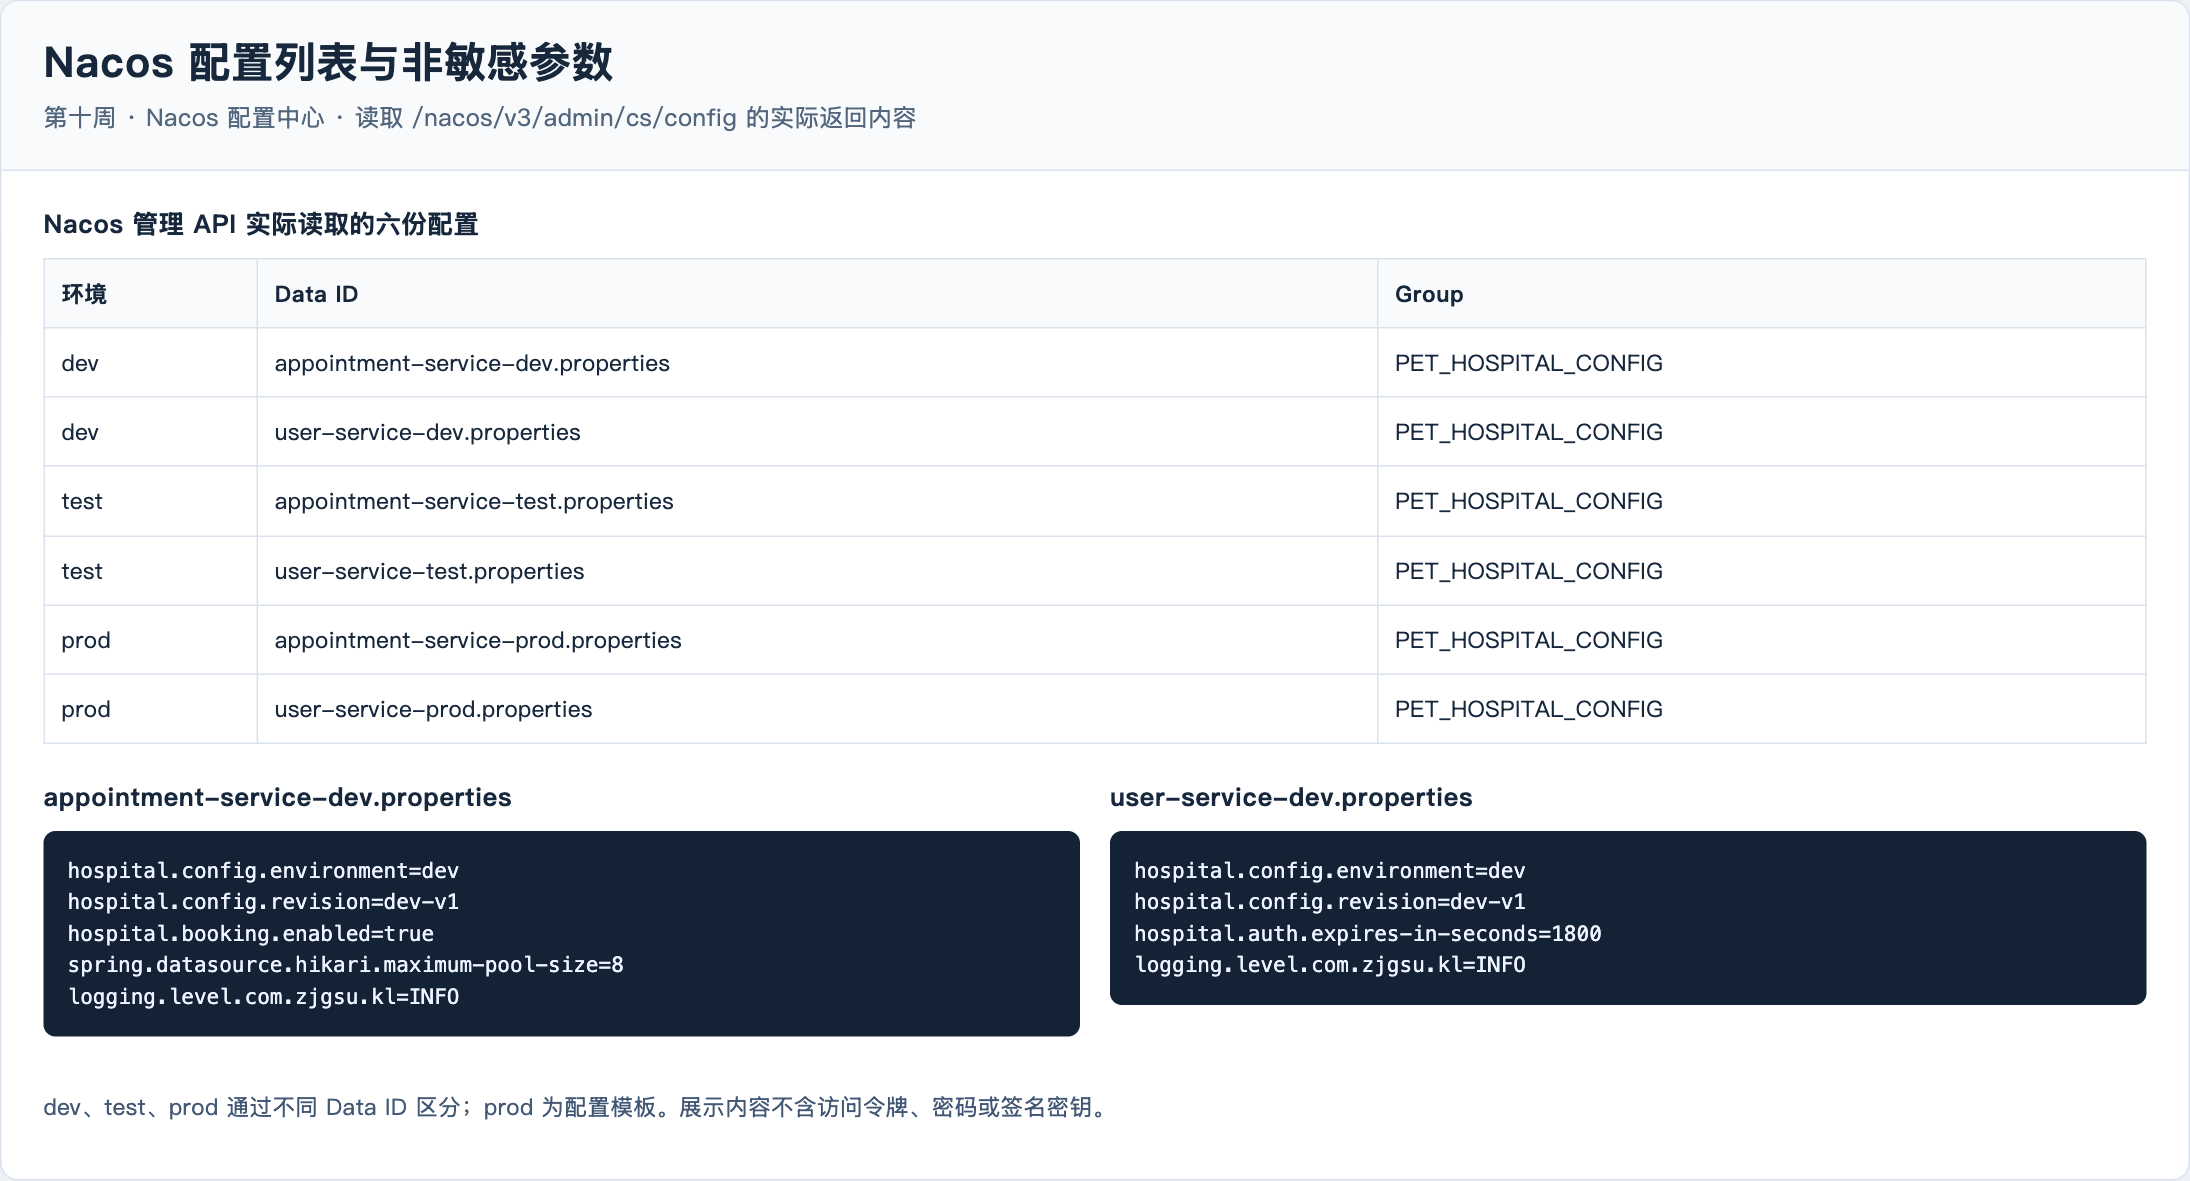 Nacos 配置列表与非敏感参数
第十周 · Nacos 配置中心 · 读取 /nacos/v3/admin/cs/config 的实际返回内容
Nacos 管理 API 实际读取的六份配置
环境 Data ID Group
dev appointment-service-dev.properties PET_HOSPITAL_CONFIG
dev user-service-dev.properties PET_HOSPITAL_CONFIG
test appointment-service-test.properties PET_HOSPITAL_CONFIG
test user-service-test.properties PET_HOSPITAL_CONFIG
prod appointment-service-prod.properties PET_HOSPITAL_CONFIG
prod user-service-prod.properties PET_HOSPITAL_CONFIG
appointment-service-dev.properties
hospital.config.environment=dev
hospital.config.revision=dev-v1
hospital.booking.enabled=true
spring.datasource.hikari.maximum-pool-size=8
logging.level.com.zjgsu.kl=INFO
user-service-dev.properties
hospital.config.environment=dev
hospital.config.revision=dev-v1
hospital.auth.expires-in-seconds=1800
logging.level.com.zjgsu.kl=INFO
dev、test、prod 通过不同 Data ID 区分；prod 为配置模板。展示内容不含访问令牌、密码或签名密钥。